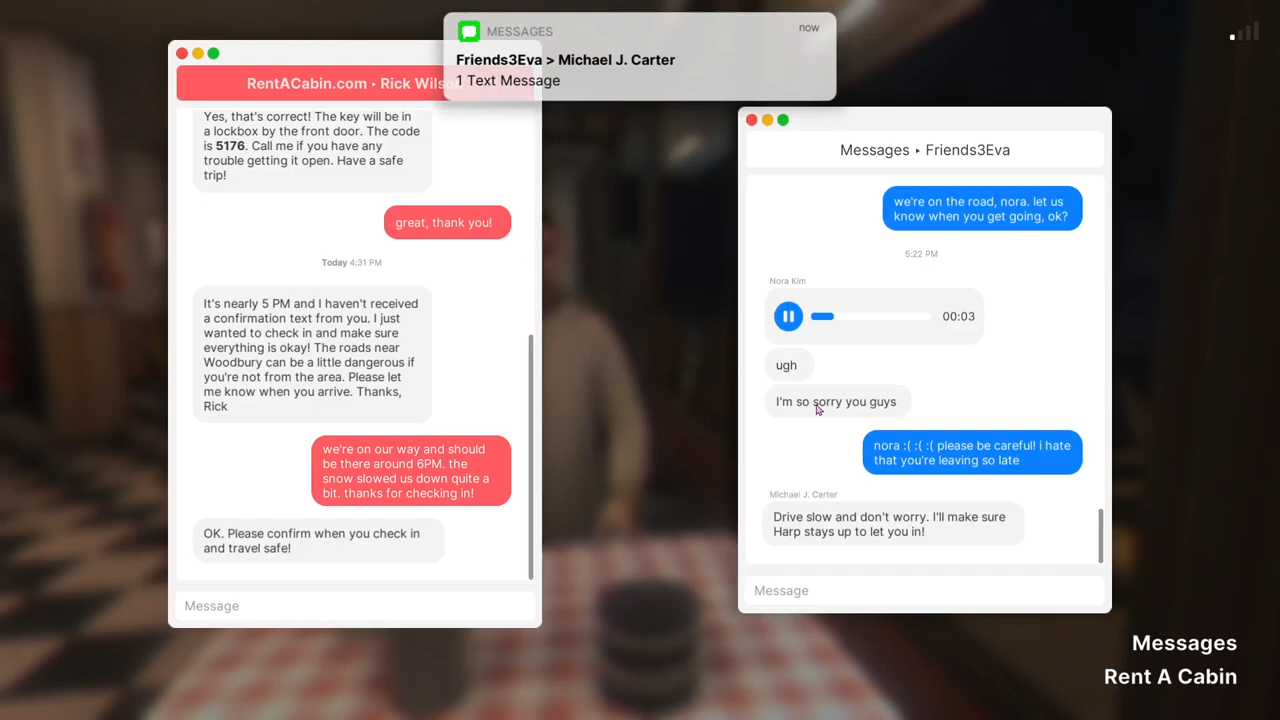 MESSAGES
now
Friends3Eva > Michael J. Carter
1 Text Message
RentACabin.com ▸ Rick Wilson
Yes, that's correct! The key will be in
a lockbox by the front door. The code
is 5176. Call me if you have any
trouble getting it open. Have a safe
trip!
great, thank you!
Today 4:31 PM
It's nearly 5 PM and I haven't received
a confirmation text from you. I just
wanted to check in and make sure
everything is okay! The roads near
Woodbury can be a little dangerous if
you're not from the area. Please let
me know when you arrive. Thanks,
Rick
we're on our way and should
be there around 6PM. the
snow slowed us down quite a
bit. thanks for checking in!
OK. Please confirm when you check in
and travel safe!
Message
Messages ▸ Friends3Eva
we're on the road, nora. let us
know when you get going, ok?
5:22 PM
Nora Kim
00:03
ugh
I'm so sorry you guys
nora :( :( :( please be careful! i hate
that you're leaving so late
Michael J. Carter
Drive slow and don't worry. I'll make sure
Harp stays up to let you in!
Message
Messages
Rent A Cabin